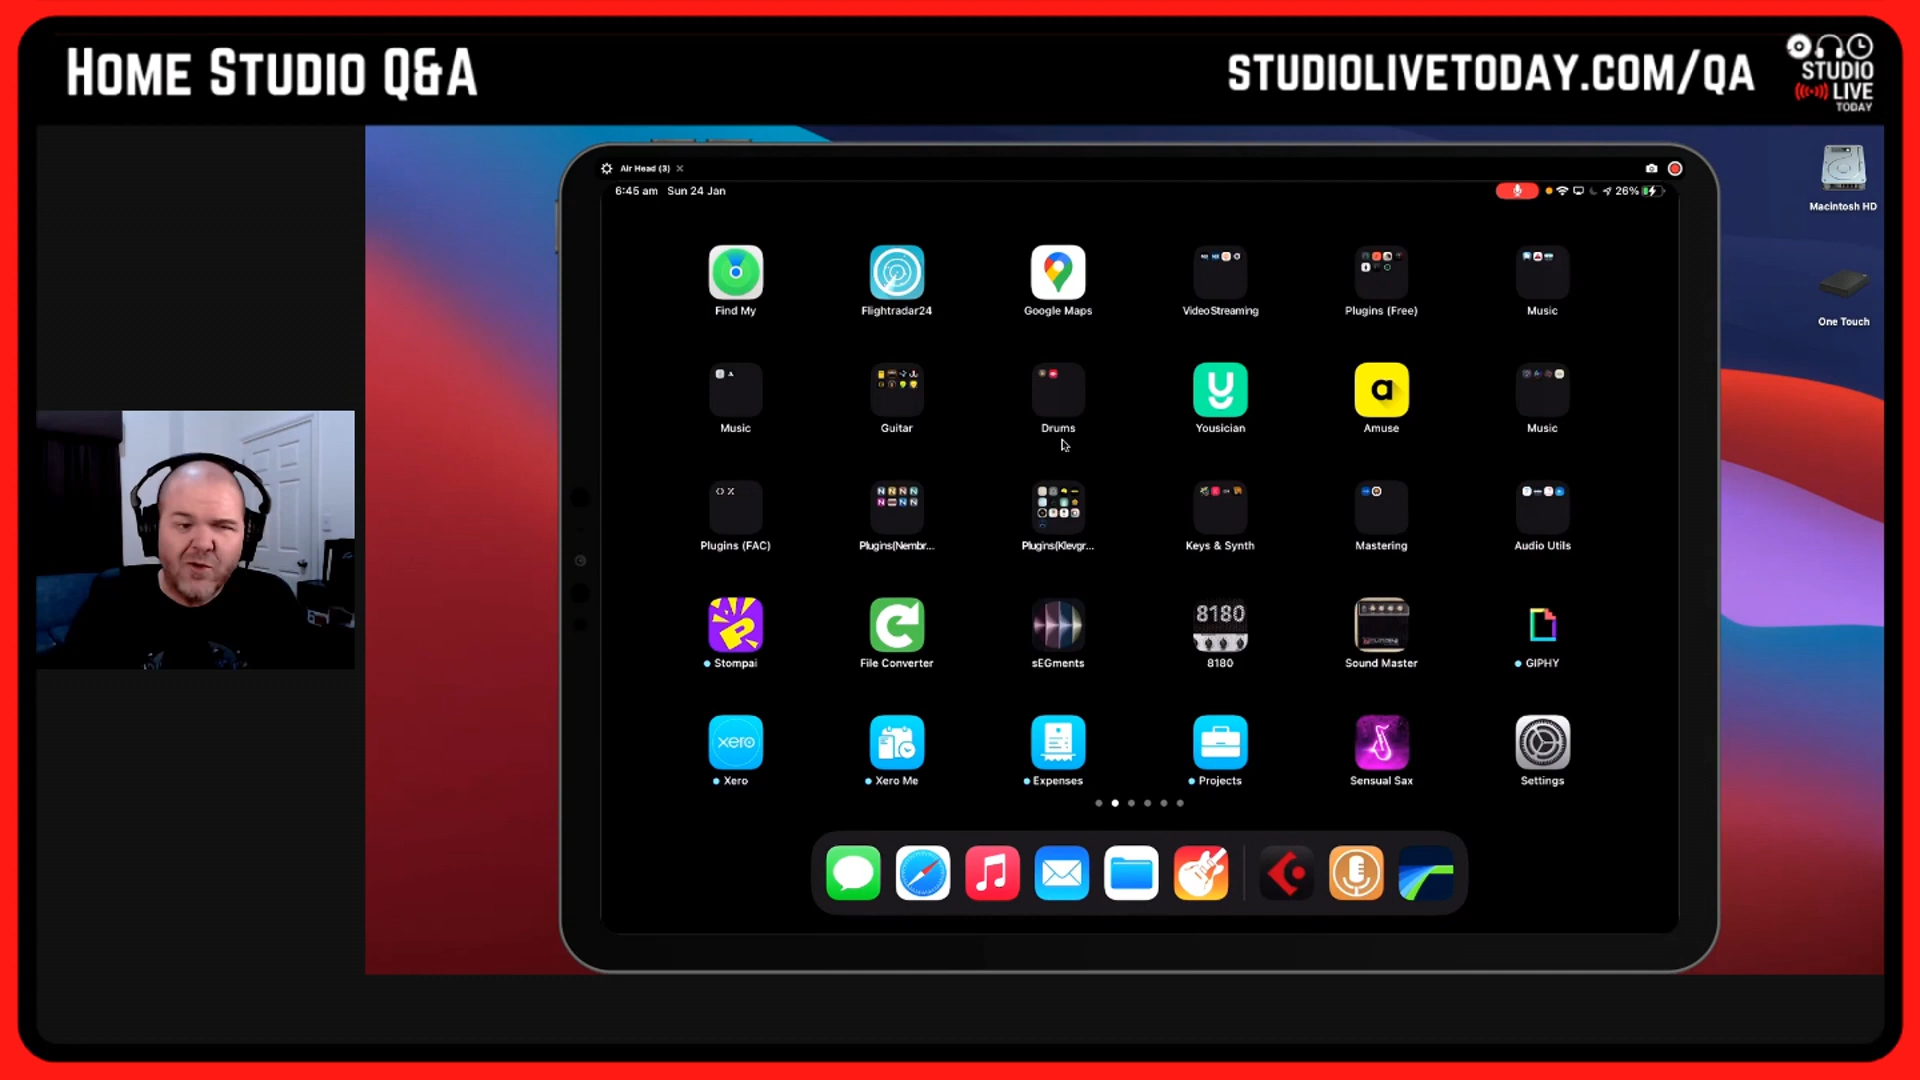 HOME STUDIO Q&A
STUDIOLIVETODAY.COM/QA
STUDIO
LIVE
TODAY
Air Head (3)
6:45 am Sun 24 Jan
26%
Macintosh HD
One Touch
Find My
Flightradar24
Google Maps
VideoStreaming
Plugins (Free)
Music
Music
Guitar
Drums
Yousician
Amuse
Music
Plugins (FAC)
Plugins(Nembr...
Plugins(Klevgr...
Keys & Synth
Mastering
Audio Utils
8180
Stompai
File Converter
sEGments
8180
Sound Master
GIPHY
xero
Xero
Xero Me
Expenses
Projects
Sensual Sax
Settings